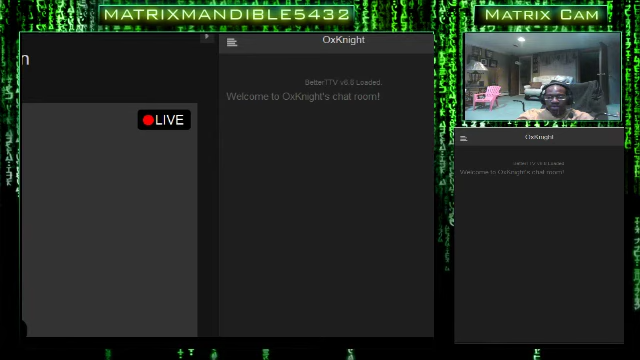 MATRIXMANDIBLE5432
Matrix Cam
n
OxKnight
BetterTTV v6.8 Loaded.
Welcome to OxKnight's chat room!
LIVE
OxKnight
BetterTTV v6.8 Loaded.
Welcome to OxKnight's chat room!